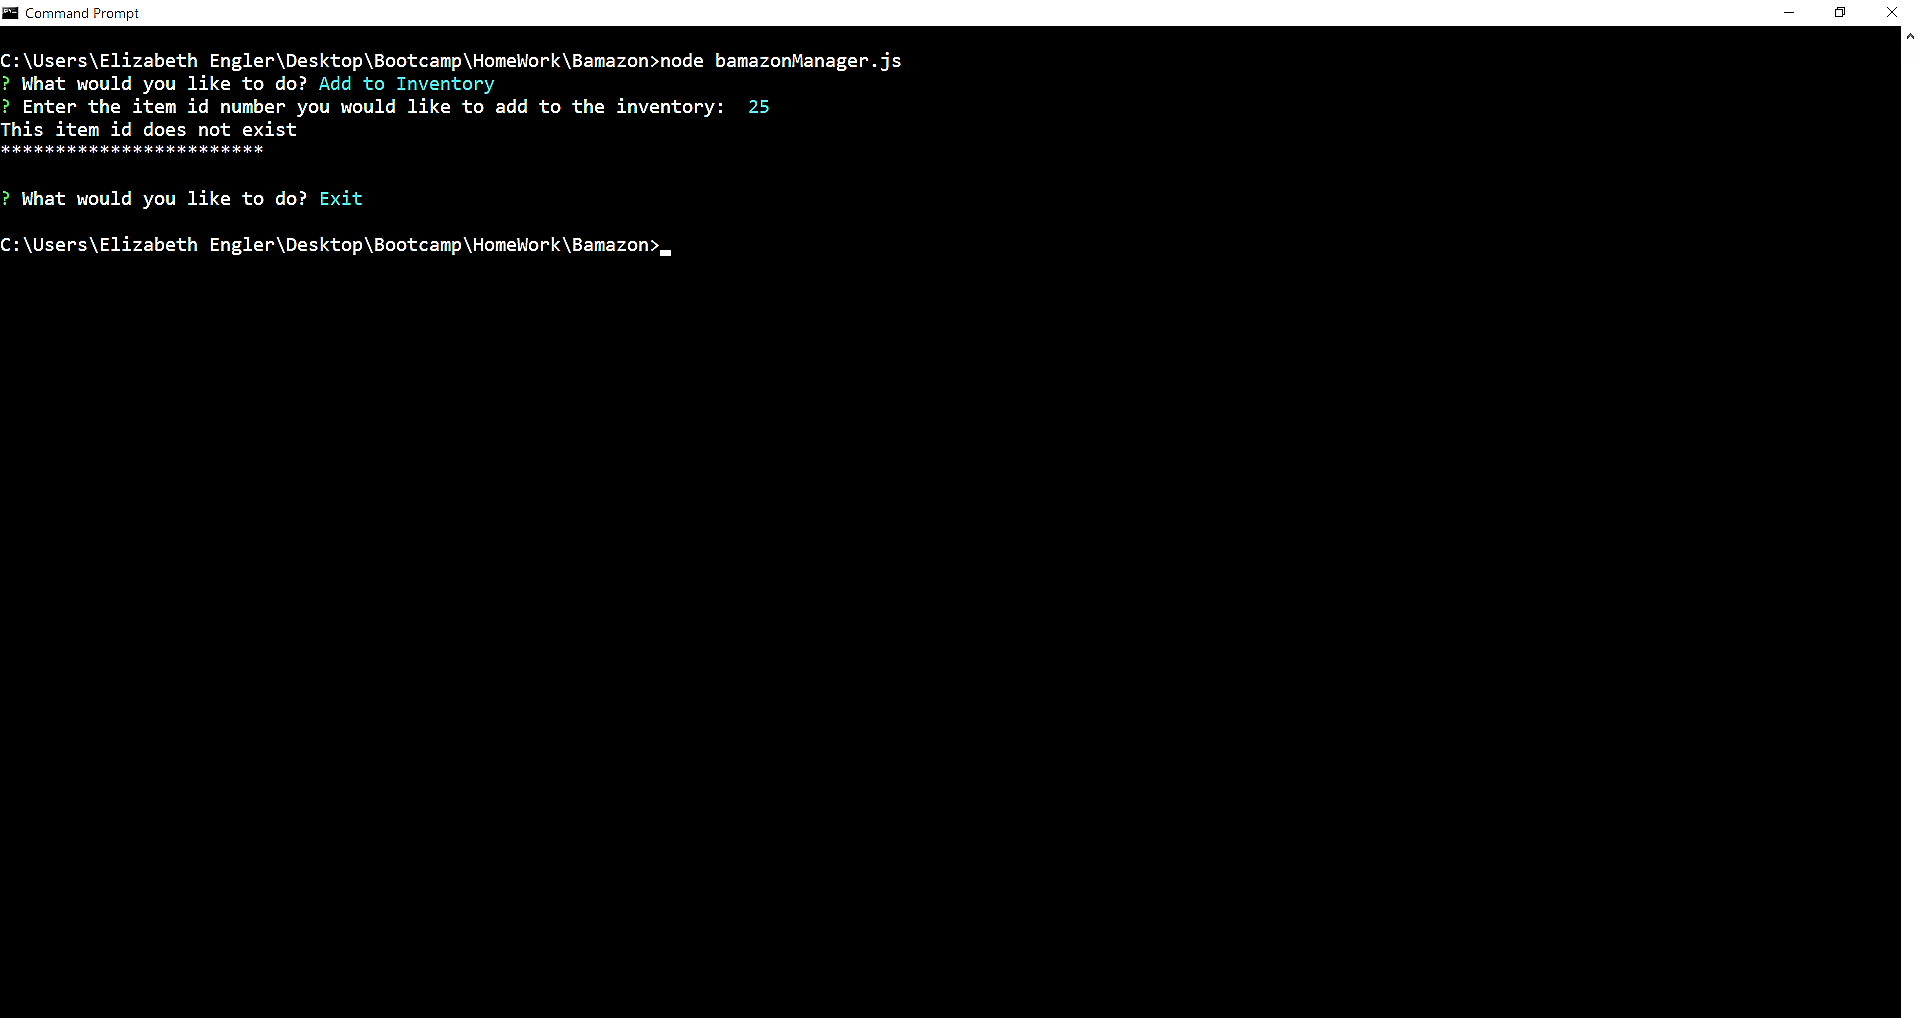 Command Prompt
C:\Users\Elizabeth Engler\Desktop\Bootcamp\HomeWork\Bamazon>node bamazonManager.js
? What would you like to do? Add to Inventory
? Enter the item id number you would like to add to the inventory:  25
This item id does not exist
************************
? What would you like to do? Exit
C:\Users\Elizabeth Engler\Desktop\Bootcamp\HomeWork\Bamazon>